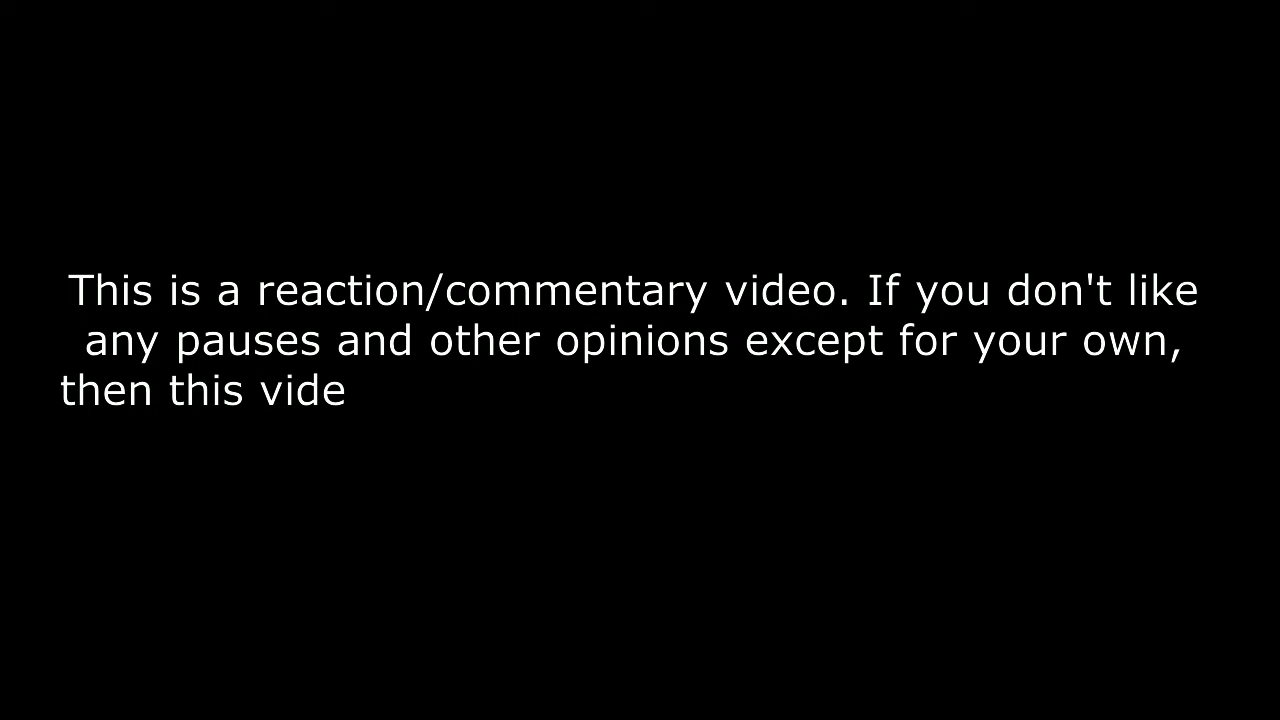 This is a reaction/commentary video. If you don't like
any pauses and other opinions except for your own,
then this vide